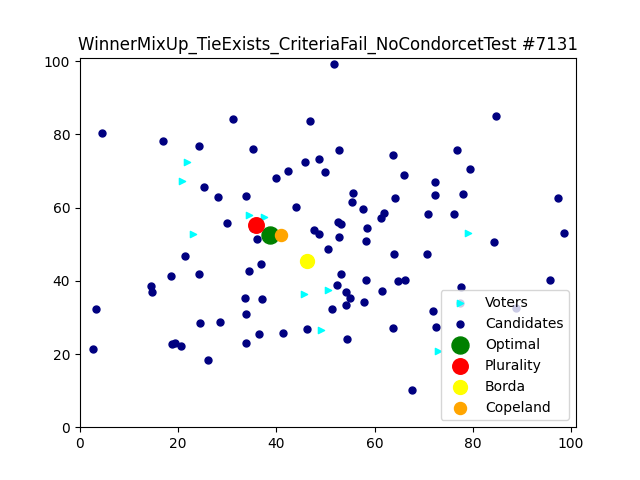 WinnerMixUp_TieExists_CriteriaFail_NoCondorcetTest #7131
100
80
60
40
20
0
0 20 40 60 80 100
Voters
Candidates
Optimal
Plurality
Borda
Copeland